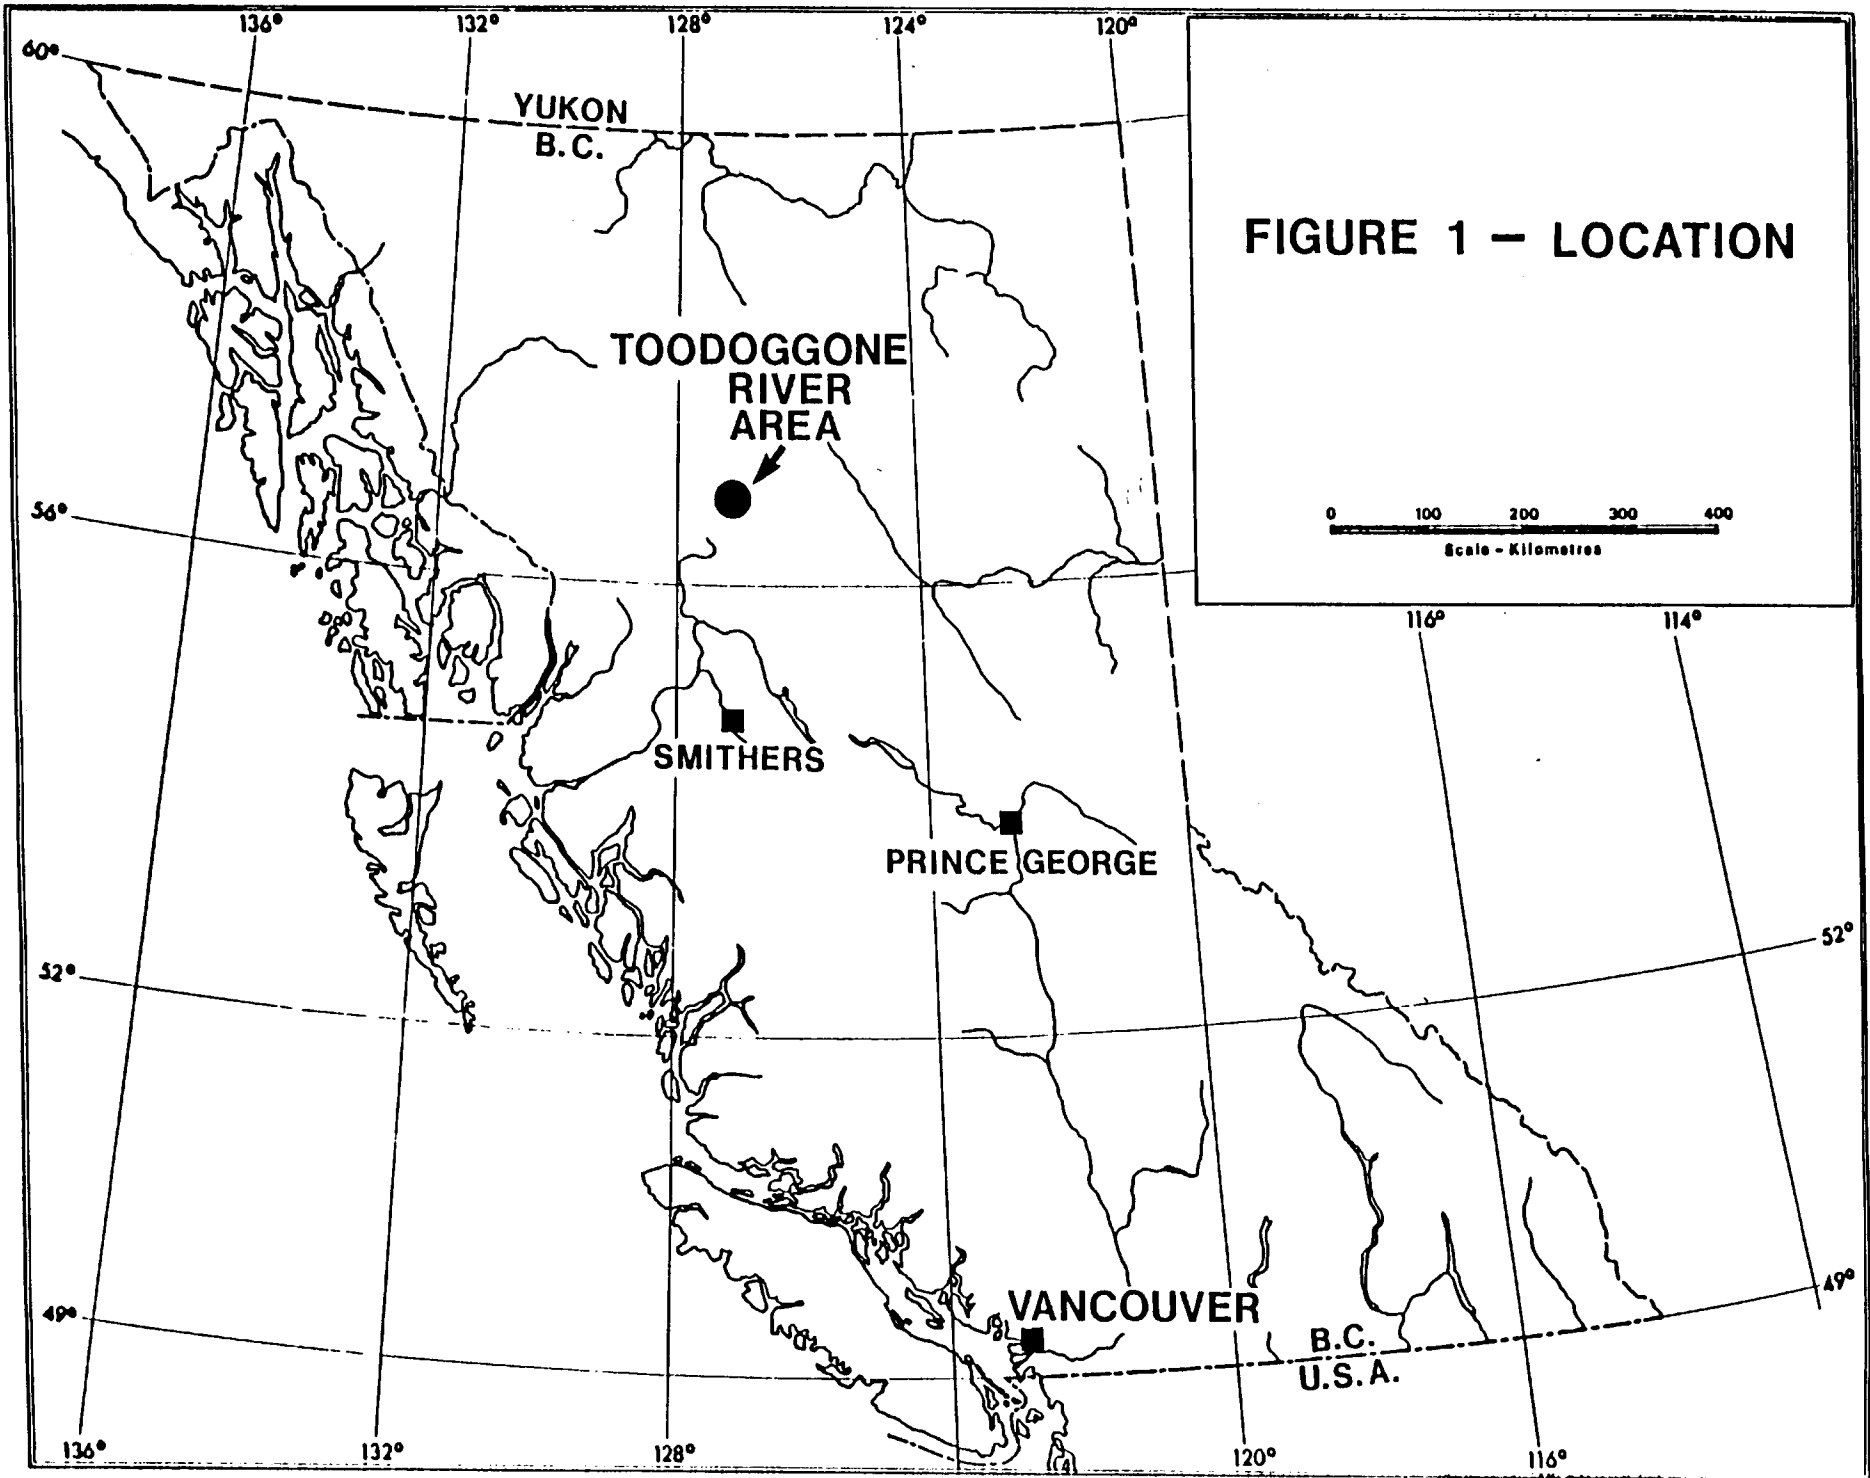 136° 132° 128° 124° 120°
60°
YUKON
B.C.
FIGURE 1 — LOCATION
TOODOGGONE
RIVER
AREA
56°
0 100 200 300 400
Scale - Kilometres
116° 114°
SMITHERS
PRINCE GEORGE
52°
52°
49°
VANCOUVER
49°
B.C.
U.S.A.
136° 132° 128° 120° 116°